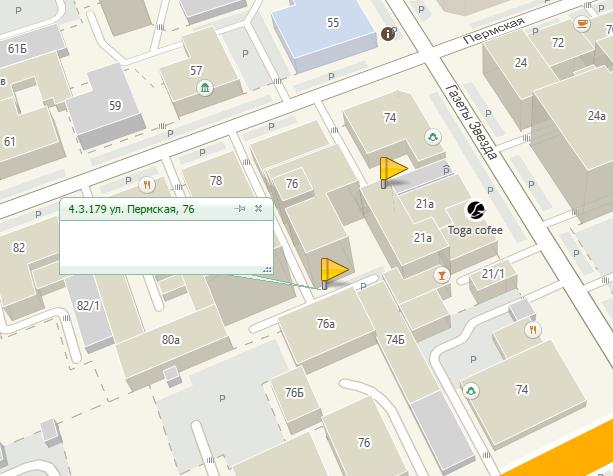 55
Пермская
72
61Б
57
24
в
59
Газеты Звезда
74
24а
61
78
76
4.3.179 ул. Пермская, 76
21а
Toga cofee
21а
82
21/1
82/1
76а
80а
74Б
76Б
74
76